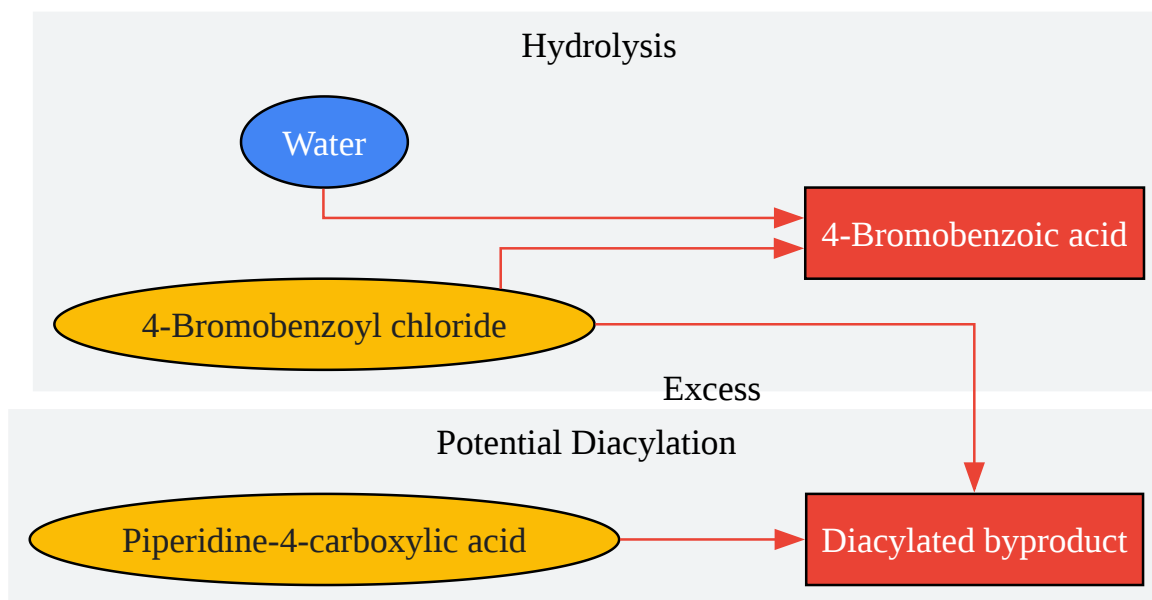 Hydrolysis
Water
4-Bromobenzoic acid
4-Bromobenzoyl chloride
Excess
Potential Diacylation
Piperidine-4-carboxylic acid
Diacylated byproduct